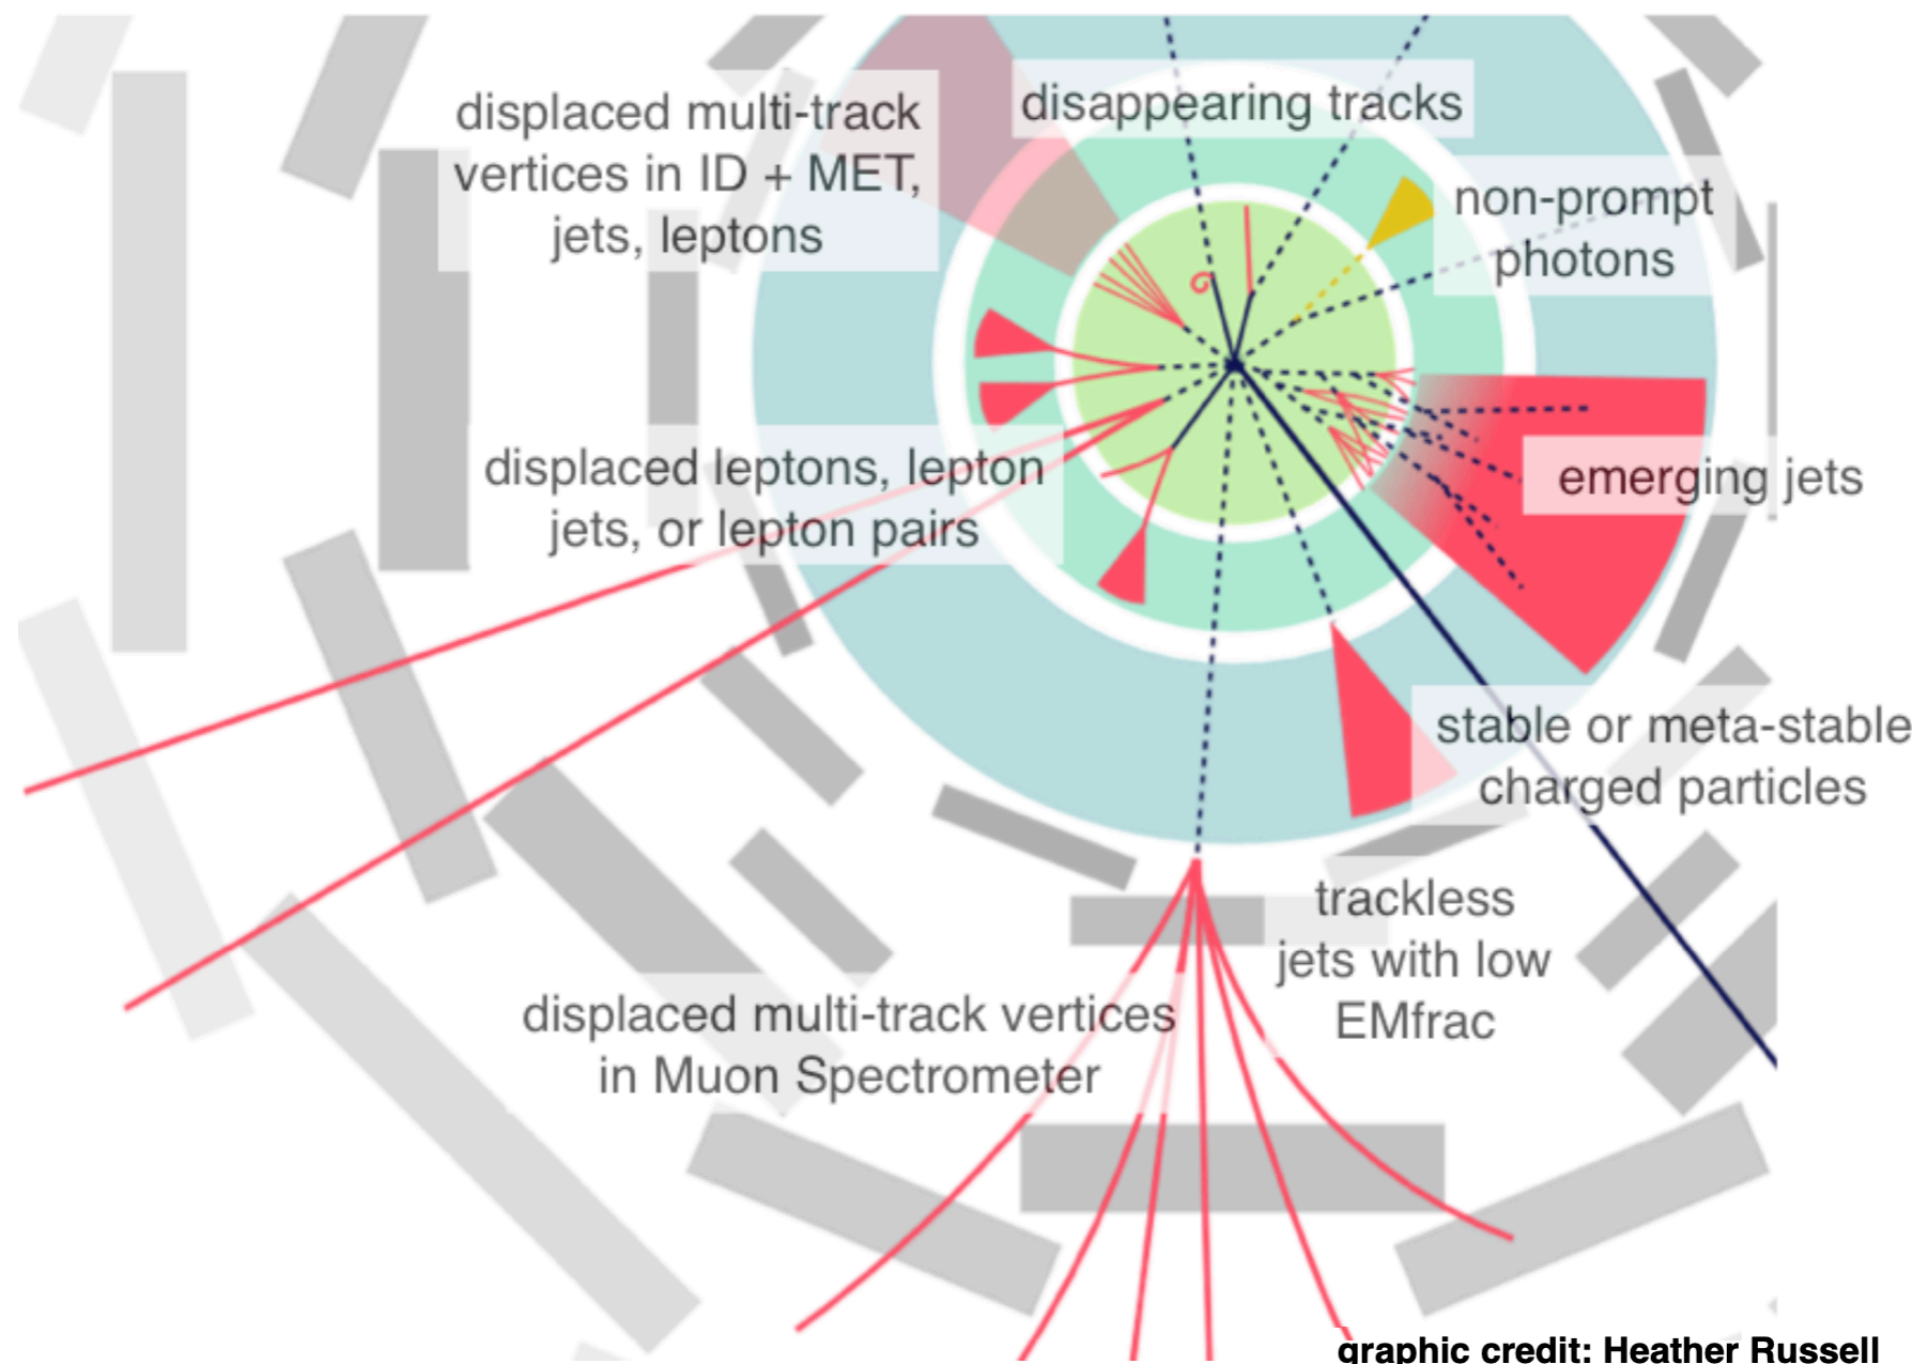 disappearing tracks
displaced multi-track
vertices in ID + MET,
jets, leptons
non-prompt
photons
displaced leptons, lepton
jets, or lepton pairs
emerging jets
stable or meta-stable
charged particles
trackless
jets with low
EMfrac
displaced multi-track vertices
in Muon Spectrometer
graphic credit: Heather Russell